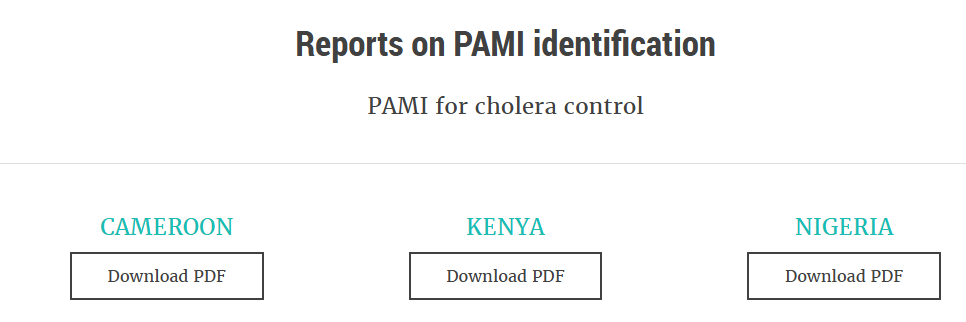 Reports on PAMI identification
PAMI for cholera control
CAMEROON
KENYA
NIGERIA
Download PDF
Download PDF
Download PDF